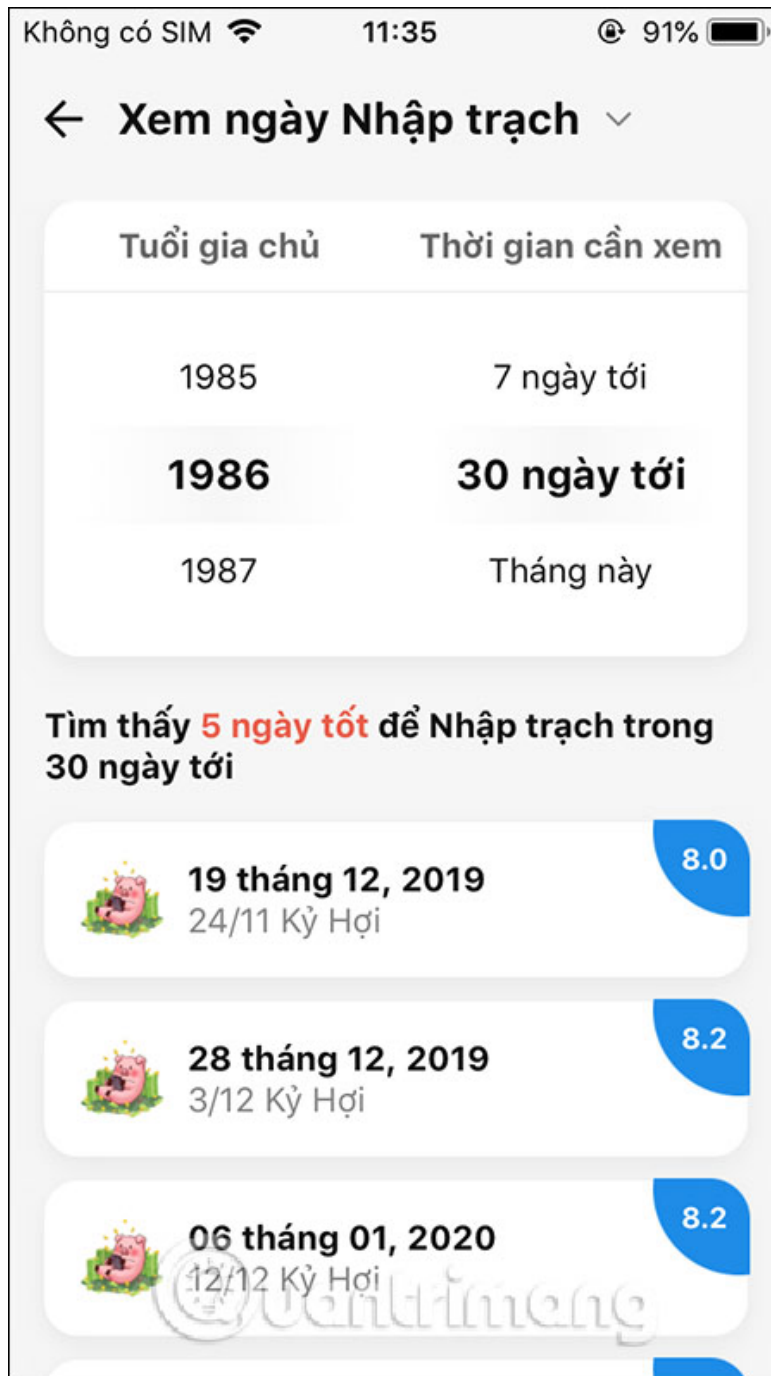 Không có SIM 11:35 91%
Xem ngày Nhập trạch
Tuổi gia chủ Thời gian cần xem
1985 7 ngày tới
1986 30 ngày tới
1987 Tháng này
Tìm thấy 5 ngày tốt để Nhập trạch trong
30 ngày tới
8.0
19 tháng 12, 2019
24/11 Kỷ Hợi
8.2
28 tháng 12, 2019
3/12 Kỷ Hợi
8.2
06 tháng 01, 2020
12/12 Kỷ Hợi
Quantrimang